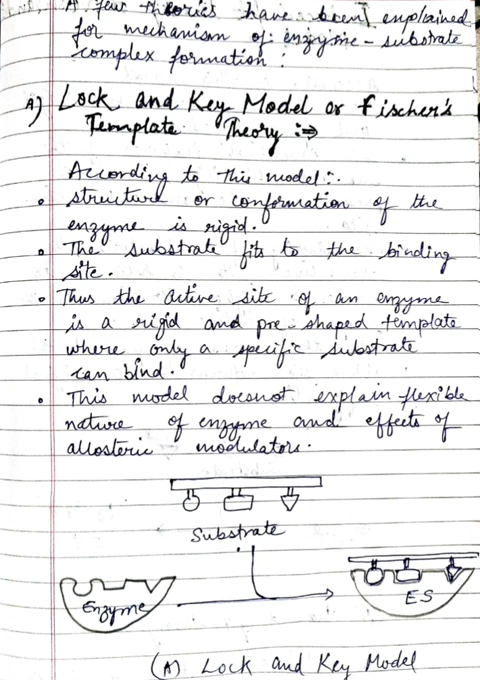 A few theories have been explained
for mechanism of enzyme - substrate
complex formation :
A) Lock and Key Model or Fischer's
Template Theory :⇒
According to this model :.
• structure or conformation of the
enzyme is rigid.
• The substrate fits to the binding
site.
• Thus the active site of an enzyme
is a rigid and pre-shaped template
where only a specific substrate
can bind.
• This model doesnot explain flexible
nature of enzyme and effects of
allosteric modulators.
Substrate
Enzyme
ES
(A) Lock and Key Model